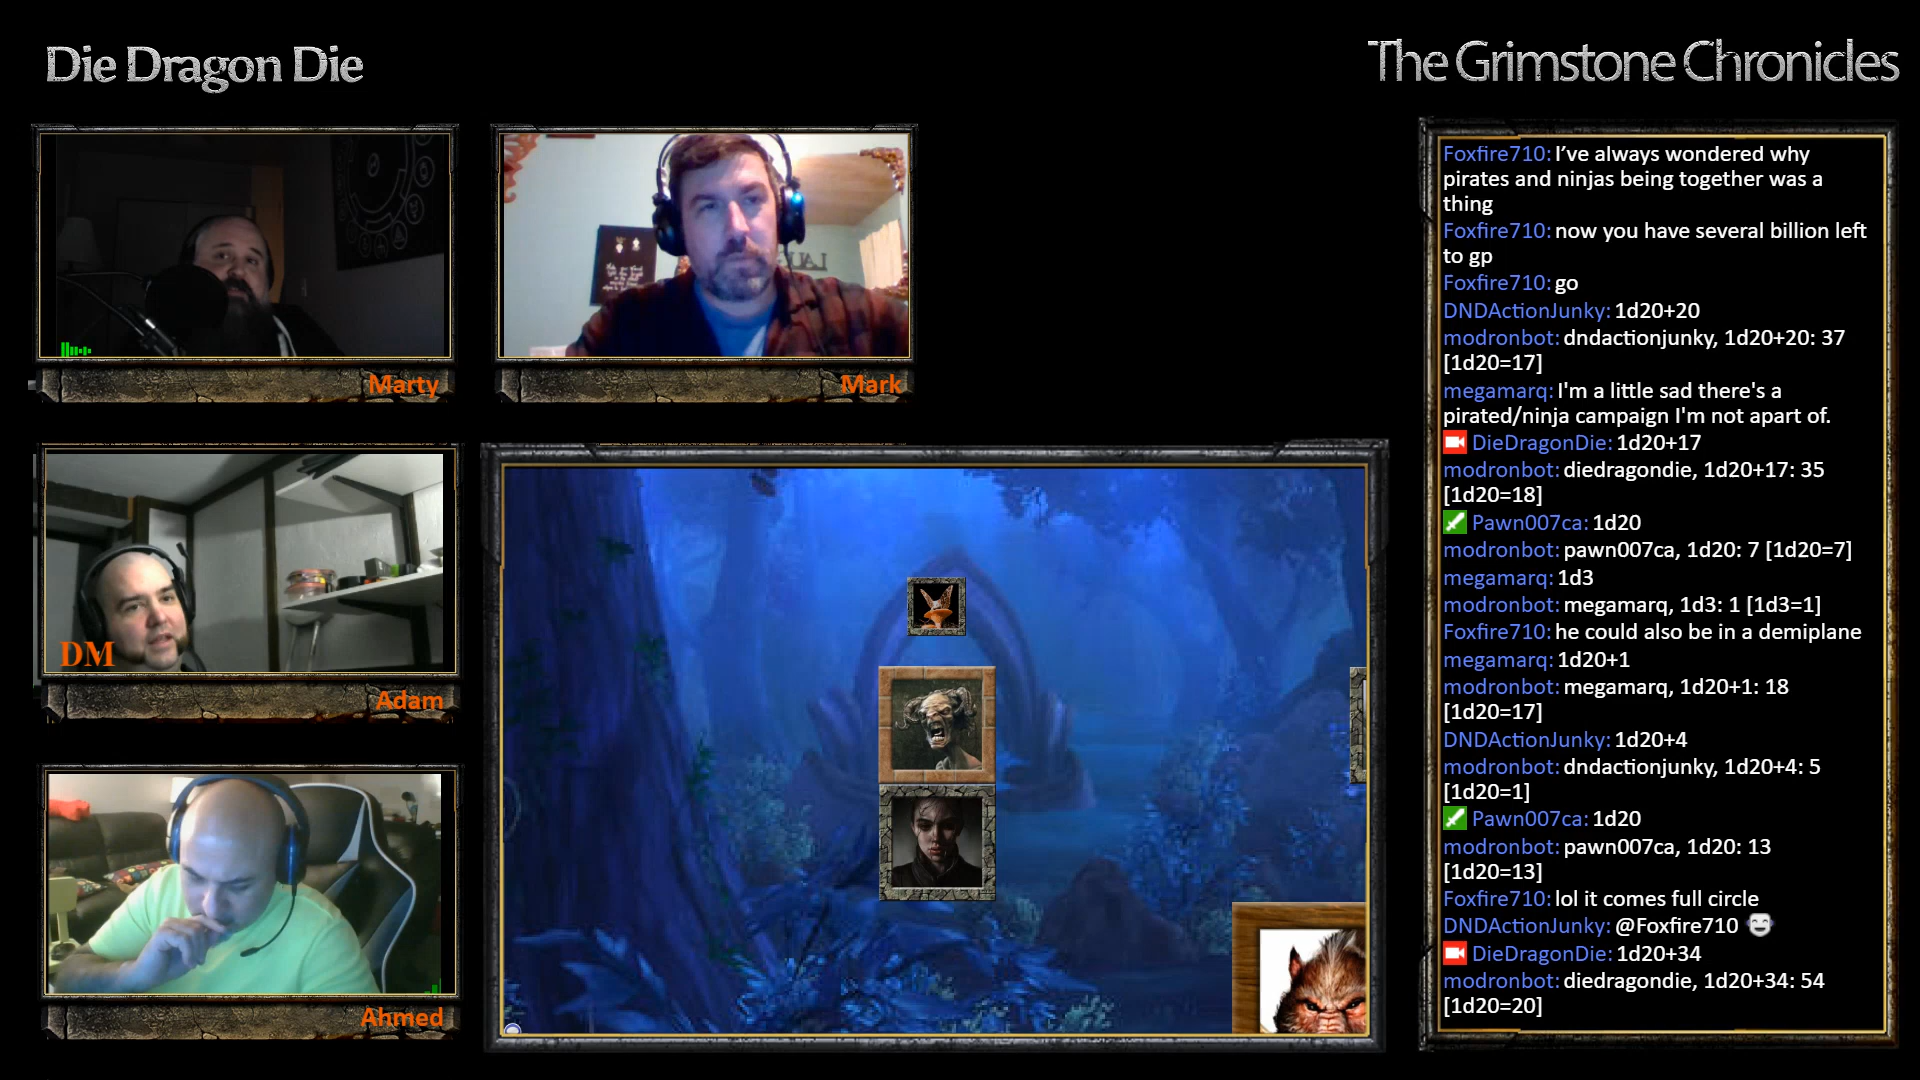 Die Dragon Die
The Grimstone Chronicles
Marty
Mark
DM
Adam
Ahmed
Foxfire710: I've always wondered why
pirates and ninjas being together was a
thing
Foxfire710: now you have several billion left
to gp
Foxfire710: go
DNDActionJunky: 1d20+20
modronbot: dndactionjunky, 1d20+20: 37
[1d20=17]
megamarq: I'm a little sad there's a
pirated/ninja campaign I'm not apart of.
DieDragonDie: 1d20+17
modronbot: diedragondie, 1d20+17: 35
[1d20=18]
Pawn007ca: 1d20
modronbot: pawn007ca, 1d20: 7 [1d20=7]
megamarq: 1d3
modronbot: megamarq, 1d3: 1 [1d3=1]
Foxfire710: he could also be in a demiplane
megamarq: 1d20+1
modronbot: megamarq, 1d20+1: 18
[1d20=17]
DNDActionJunky: 1d20+4
modronbot: dndactionjunky, 1d20+4: 5
[1d20=1]
Pawn007ca: 1d20
modronbot: pawn007ca, 1d20: 13
[1d20=13]
Foxfire710: lol it comes full circle
DNDActionJunky: @Foxfire710
DieDragonDie: 1d20+34
modronbot: diedragondie, 1d20+34: 54
[1d20=20]